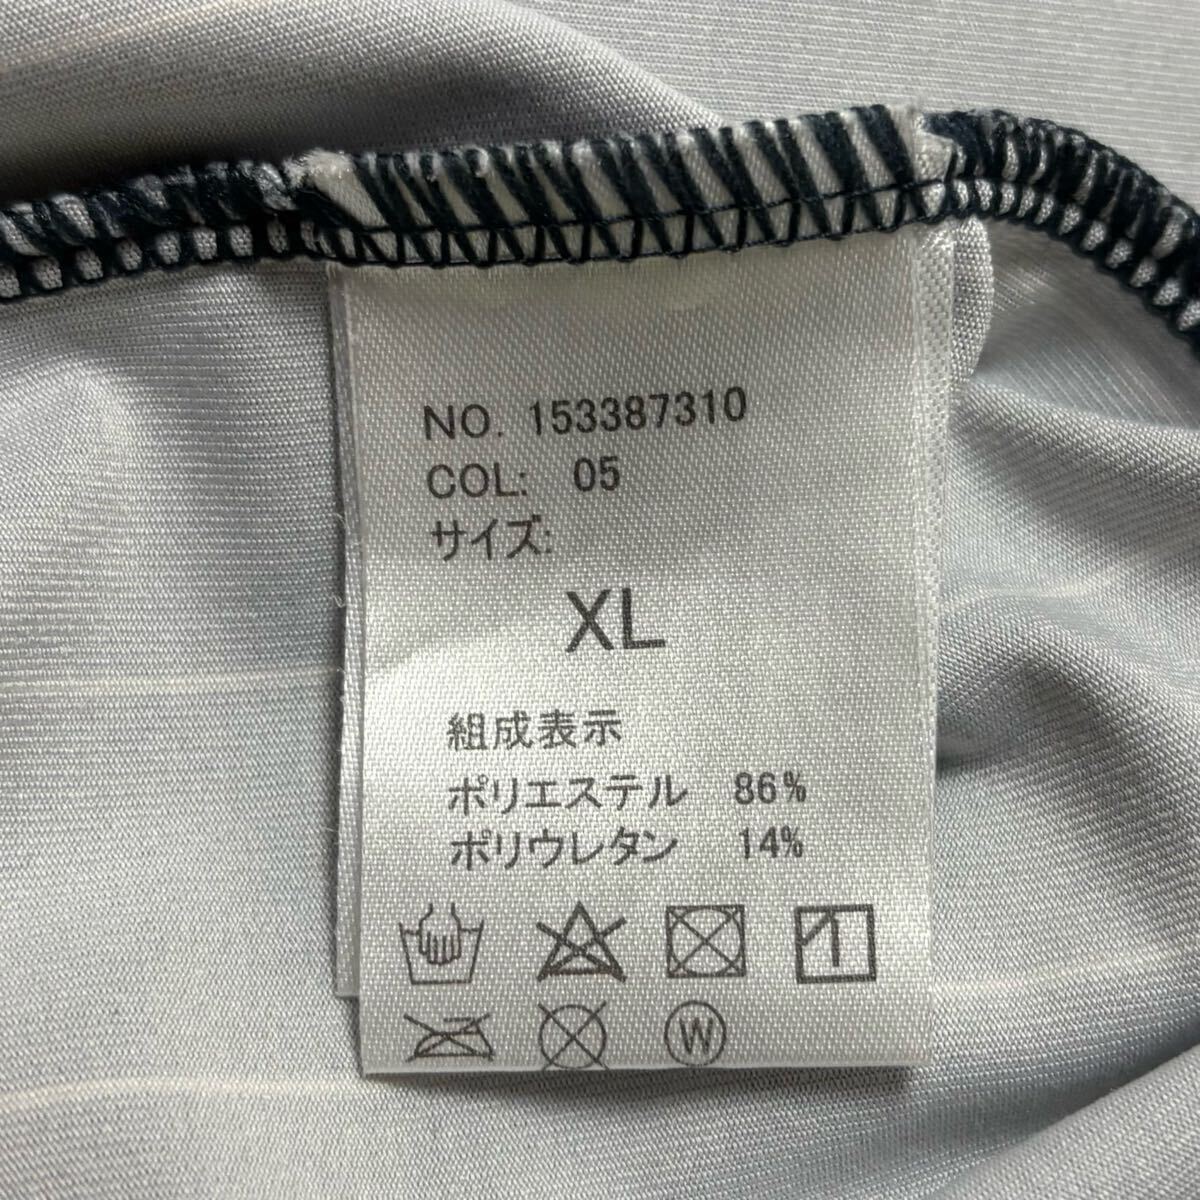 NO. 153387310
COL: 05
サイズ:
XL
組成表示
ポリエステル 86%
ポリウレタン 14%
W